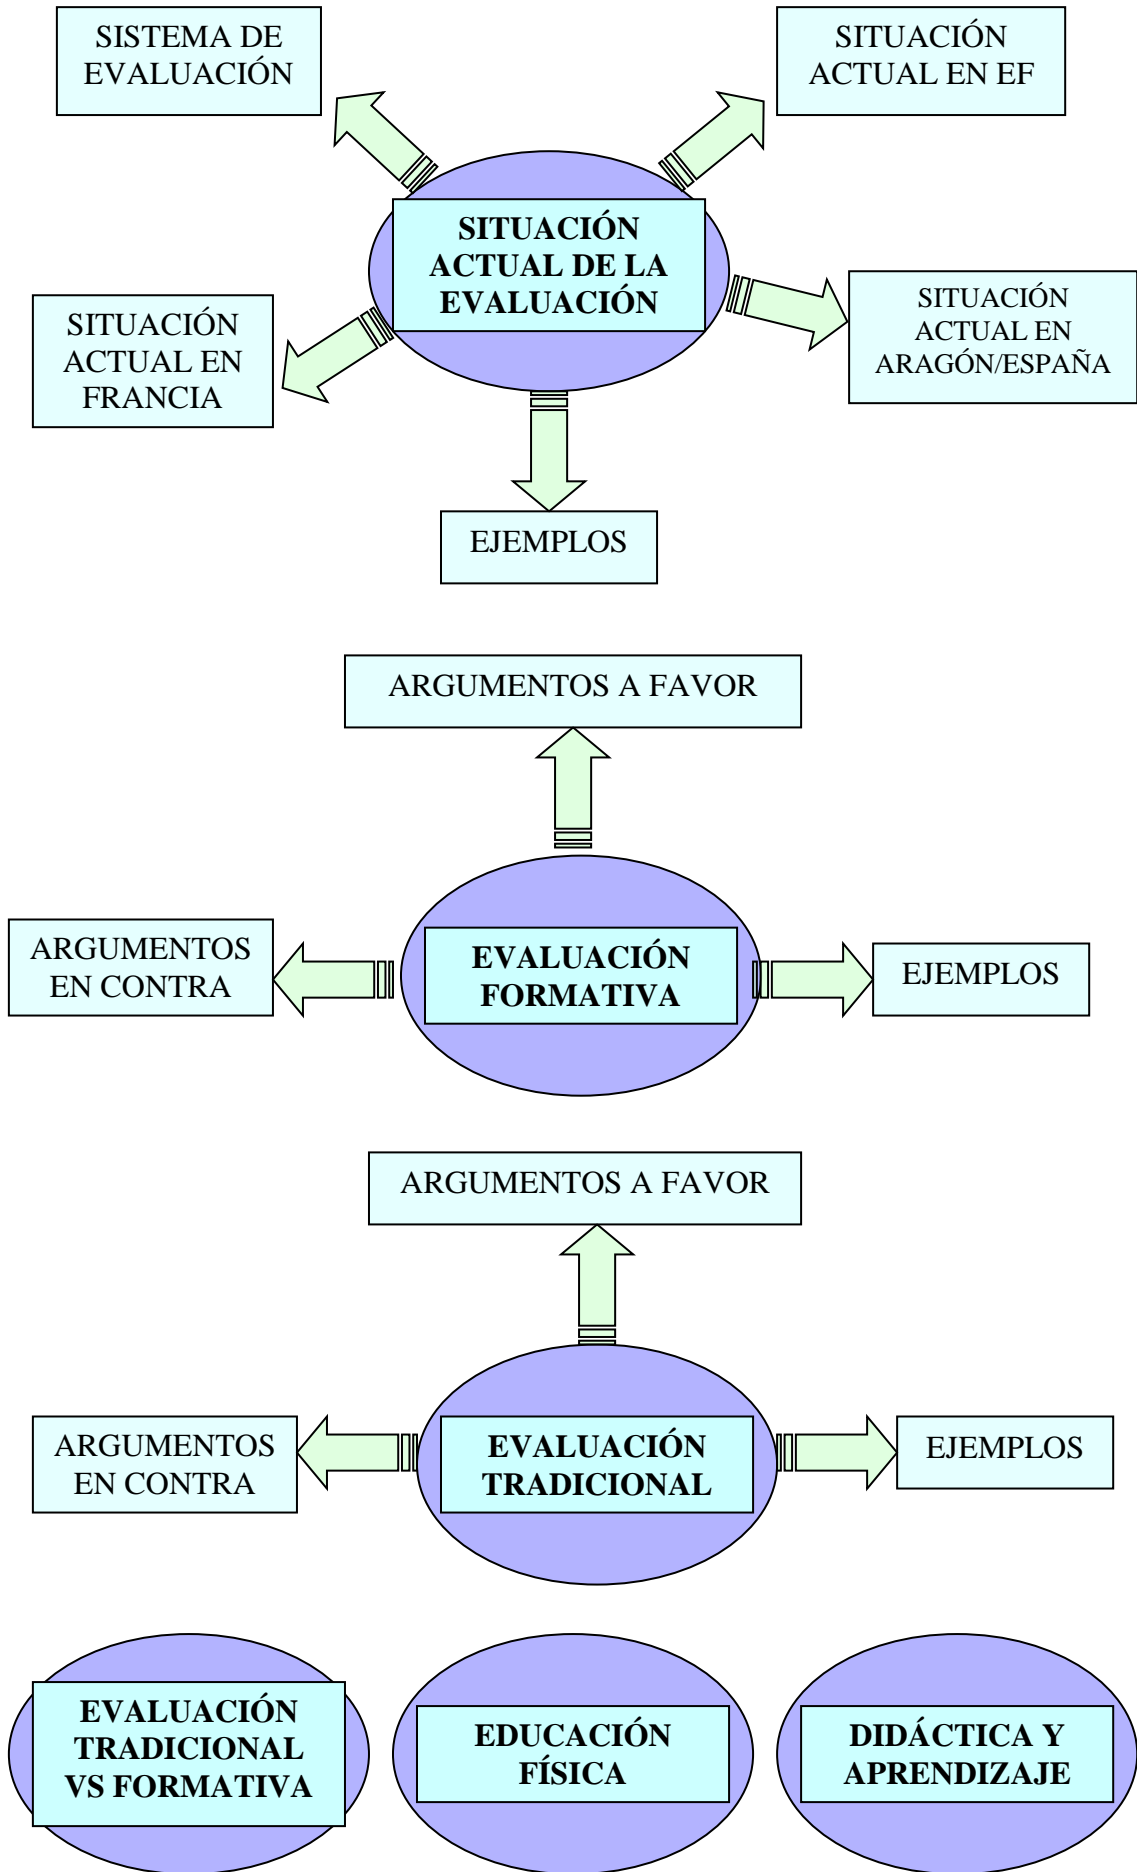 SISTEMA DE
EVALUACIÓN
SITUACIÓN
ACTUAL EN EF
SITUACIÓN
ACTUAL DE LA
EVALUACIÓN
SITUACIÓN
ACTUAL EN
FRANCIA
SITUACIÓN
ACTUAL EN
ARAGÓN/ESPAÑA
EJEMPLOS
ARGUMENTOS A FAVOR
ARGUMENTOS
EN CONTRA
EVALUACIÓN
FORMATIVA
EJEMPLOS
ARGUMENTOS A FAVOR
ARGUMENTOS
EN CONTRA
EVALUACIÓN
TRADICIONAL
EJEMPLOS
EVALUACIÓN
TRADICIONAL
VS FORMATIVA
EDUCACIÓN
FÍSICA
DIDÁCTICA Y
APRENDIZAJE